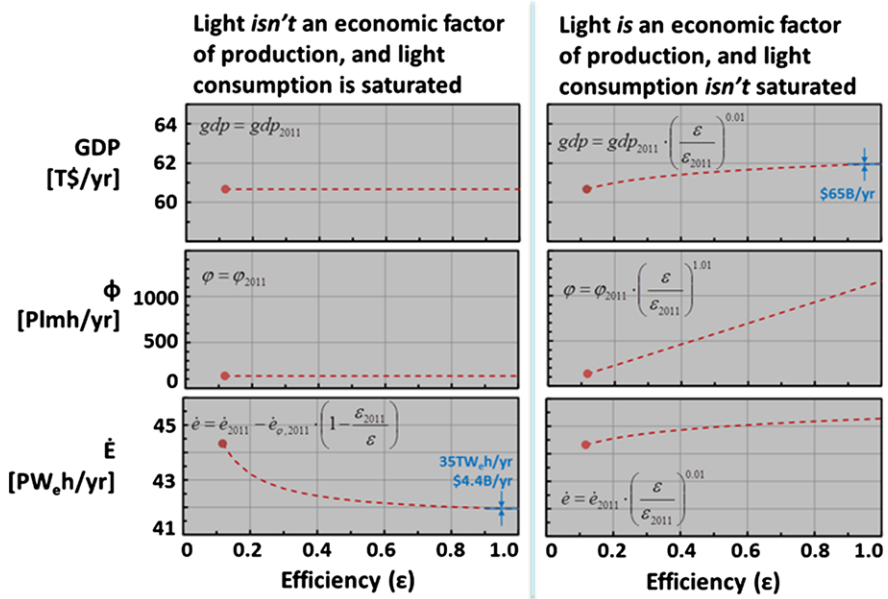 Light isn't an economic factor
of production, and light
consumption is saturated
Light is an economic factor
of production, and light
consumption isn't saturated
GDP
[T$/yr]
64
62
60
gdp = gdp2011
gdp = gdp2011 · (ε/ε2011)^0.01
$65B/yr
ϕ
[Plmh/yr]
1000
500
0
φ = φ2011
φ = φ2011 · (ε/ε2011)^1.01
Ė
[PWeh/yr]
45
43
41
ė = ė2011 − ėφ,2011 · (1 − ε2011/ε)
35TWeh/yr
$4.4B/yr
ė = ė2011 · (ε/ε2011)^0.01
0 0.2 0.4 0.6 0.8 1.0
0 0.2 0.4 0.6 0.8 1.0
Efficiency (ε)
Efficiency (ε)